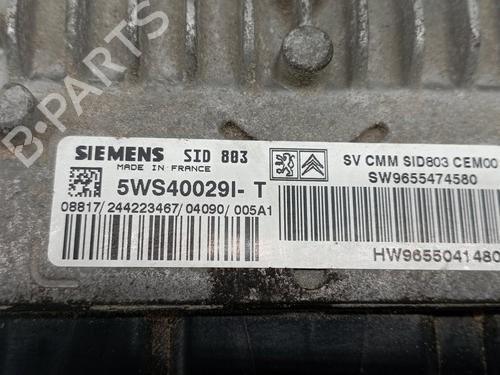 B-PARTS
SIEMENS SID 803
MADE IN FRANCE
5WS40029I- T
08817/244223467/04090/005A1
SV CMM SID803 CEM00
SW9655474580
HW9655041480